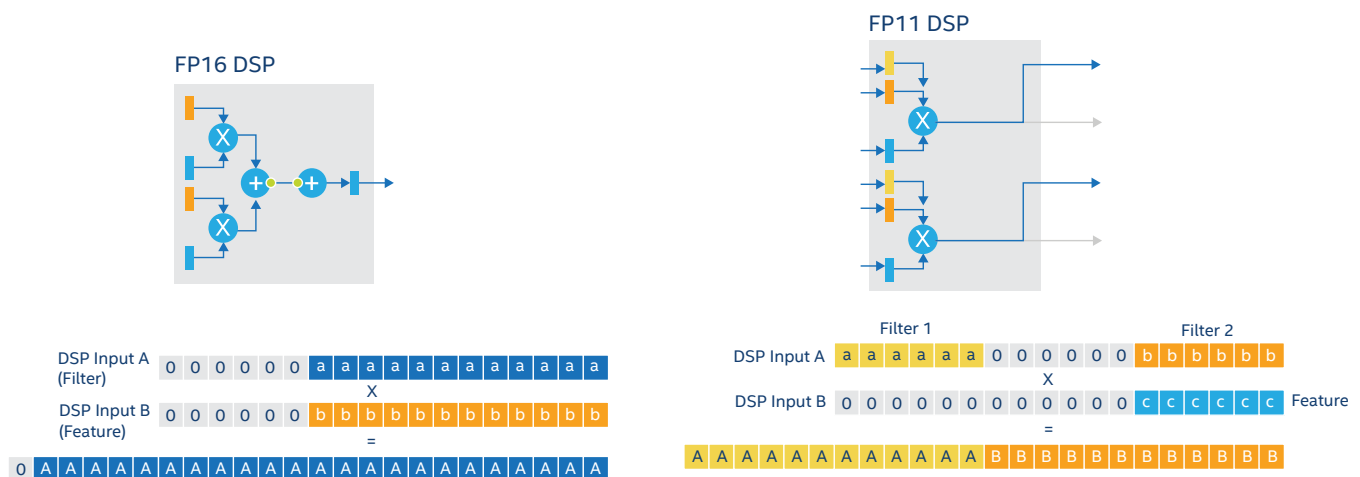 FP16 DSP
X
+
+
X
DSP Input A
(Filter)
0 0 0 0 0 0 a a a a a a a a a a a a
X
DSP Input B
(Feature)
0 0 0 0 0 0 b b b b b b b b b b b b
=
0 A A A A A A A A A A A A A A A A A A A A A A A
FP11 DSP
X
X
Filter 1 Filter 2
DSP Input A a a a a a a 0 0 0 0 0 0 b b b b b b
X
DSP Input B 0 0 0 0 0 0 0 0 0 0 0 0 c c c c c c Feature
=
A A A A A A A A A A A A B B B B B B B B B B B B